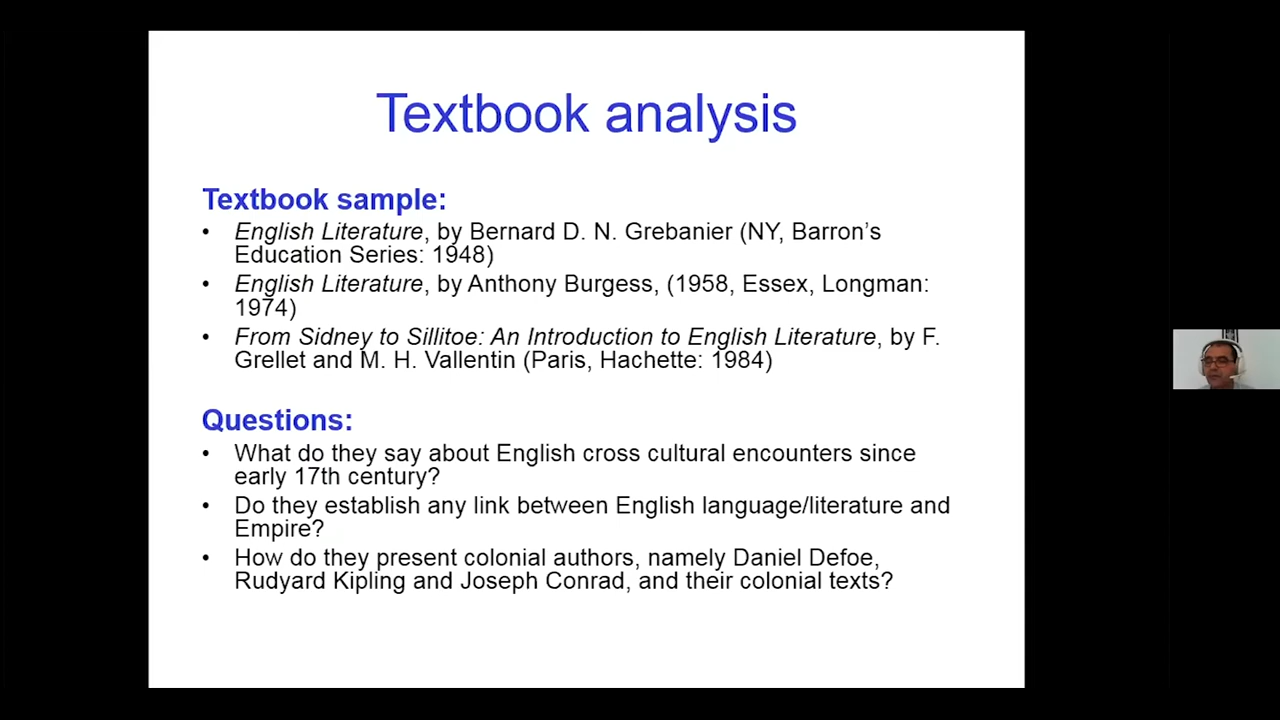 Textbook analysis
Textbook sample:
• English Literature, by Bernard D. N. Grebanier (NY, Barron's
Education Series: 1948)
• English Literature, by Anthony Burgess, (1958, Essex, Longman:
1974)
• From Sidney to Sillitoe: An Introduction to English Literature, by F.
Grellet and M. H. Vallentin (Paris, Hachette: 1984)
Questions:
• What do they say about English cross cultural encounters since
early 17th century?
• Do they establish any link between English language/literature and
Empire?
• How do they present colonial authors, namely Daniel Defoe,
Rudyard Kipling and Joseph Conrad, and their colonial texts?